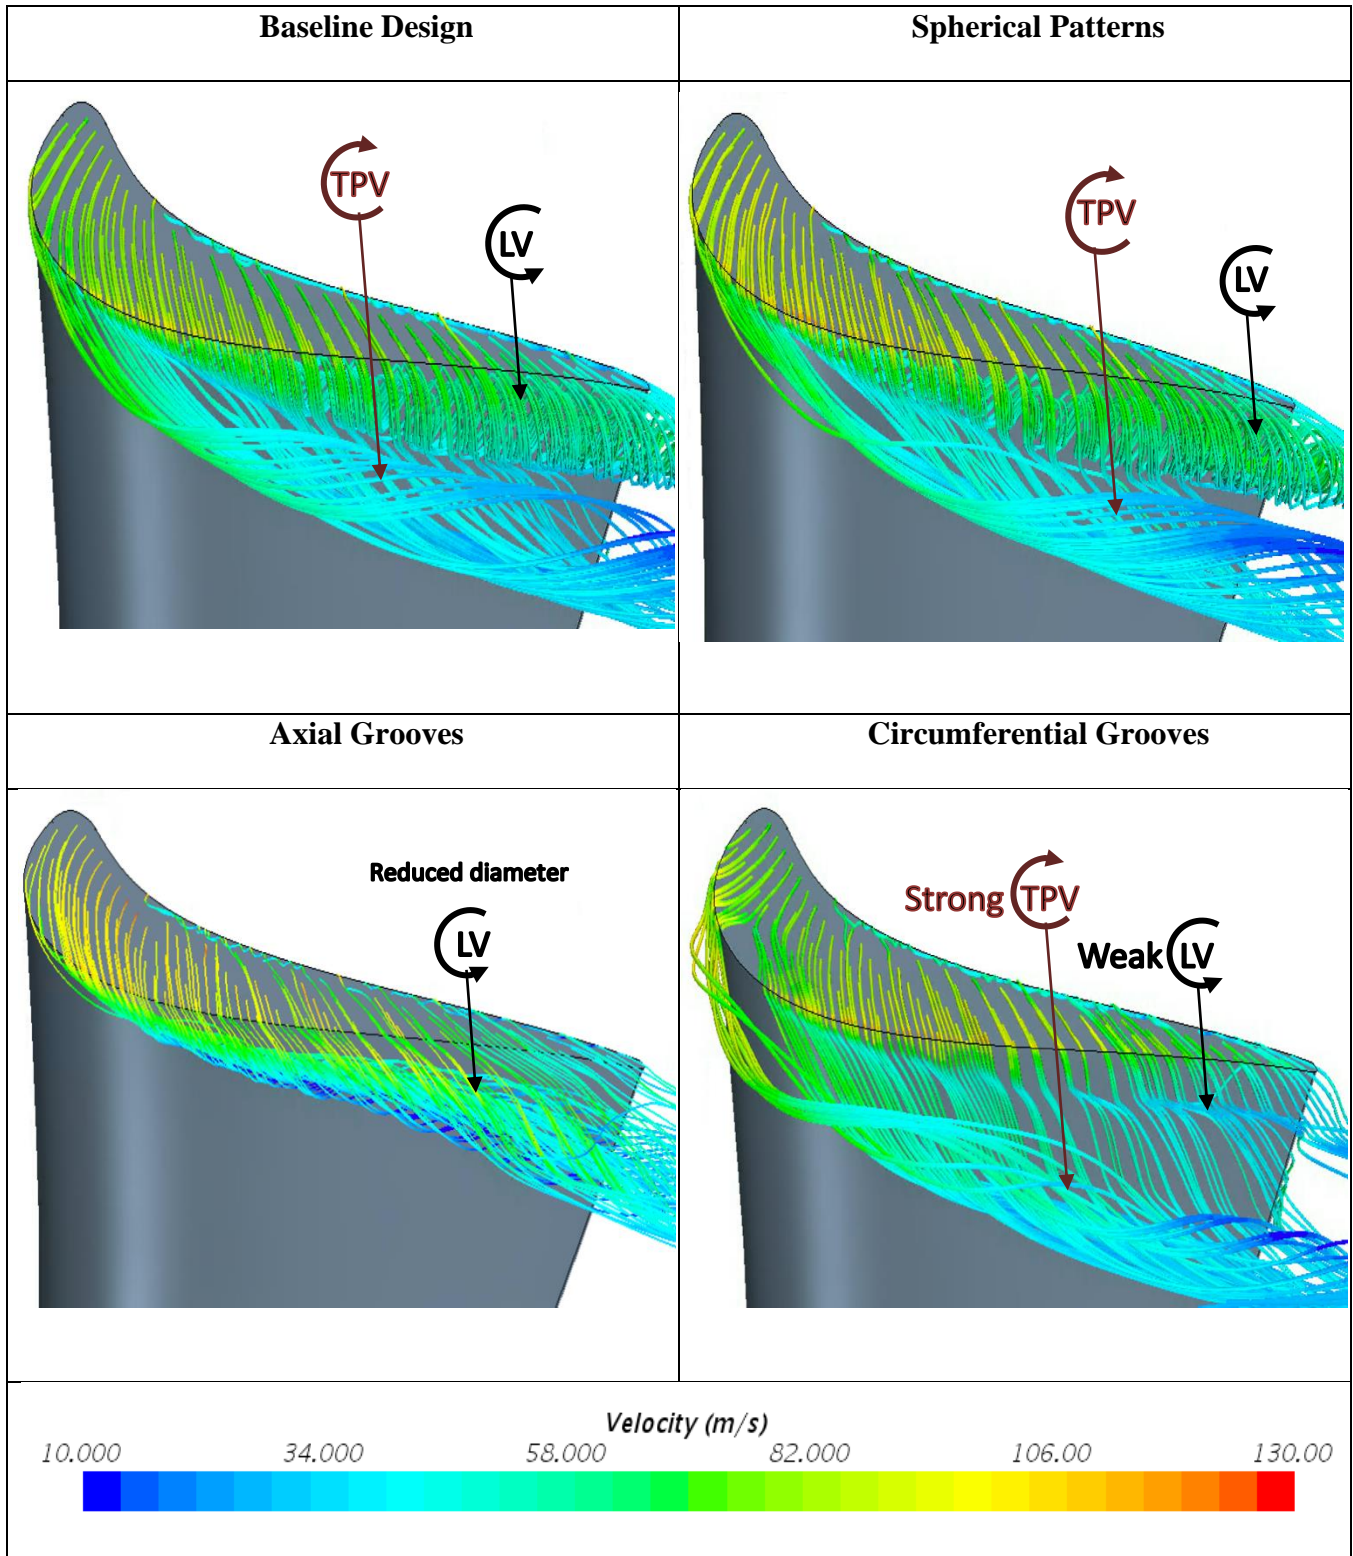 Baseline Design
Spherical Patterns
TPV
LV
TPV
LV
Axial Grooves
Circumferential Grooves
Reduced diameter
LV
Strong TPV
Weak LV
Velocity (m/s)
10.000 34.000 58.000 82.000 106.00 130.00